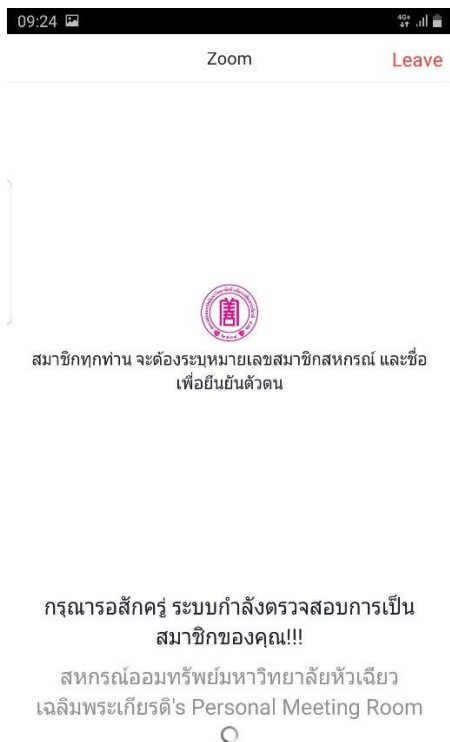 09:24
4G+
Zoom
Leave
善
สมาชิกทุกท่าน จะต้องระบุหมายเลขสมาชิกสหกรณ์ และชื่อ
เพื่อยืนยันตัวตน
กรุณารอสักครู่ ระบบกำลังตรวจสอบการเป็น
สมาชิกของคุณ!!!
สหกรณ์ออมทรัพย์มหาวิทยาลัยหัวเฉียว
เฉลิมพระเกียรติ's Personal Meeting Room